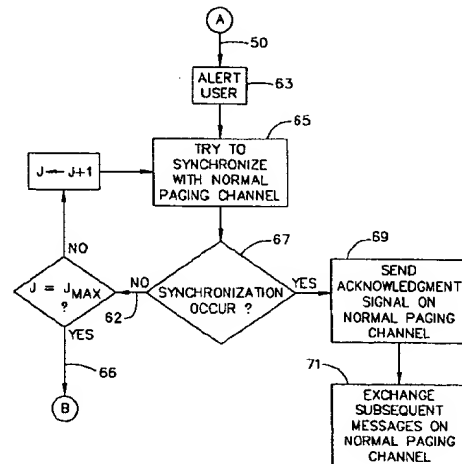 A
50
ALERT
USER
63
65
TRY TO
SYNCHRONIZE
WITH NORMAL
PAGING CHANNEL
J ← J+1
67
NO
J = JMAX
?
NO
62
SYNCHRONIZATION
OCCUR ?
YES
69
SEND
ACKNOWLEDGMENT
SIGNAL ON
NORMAL PAGING
CHANNEL
YES
66
B
71
EXCHANGE
SUBSEQUENT
MESSAGES ON
NORMAL PAGING
CHANNEL